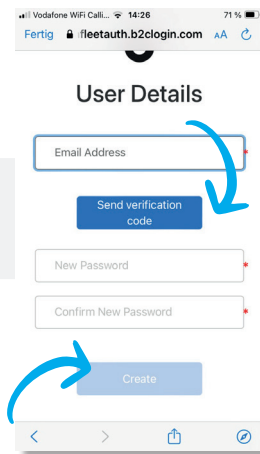 Vodafone WiFi Calli... 14:26 71 %
Fertig fleetauth.b2clogin.com AA
User Details
Email Address *
Send verification
code
New Password *
Confirm New Password *
Create